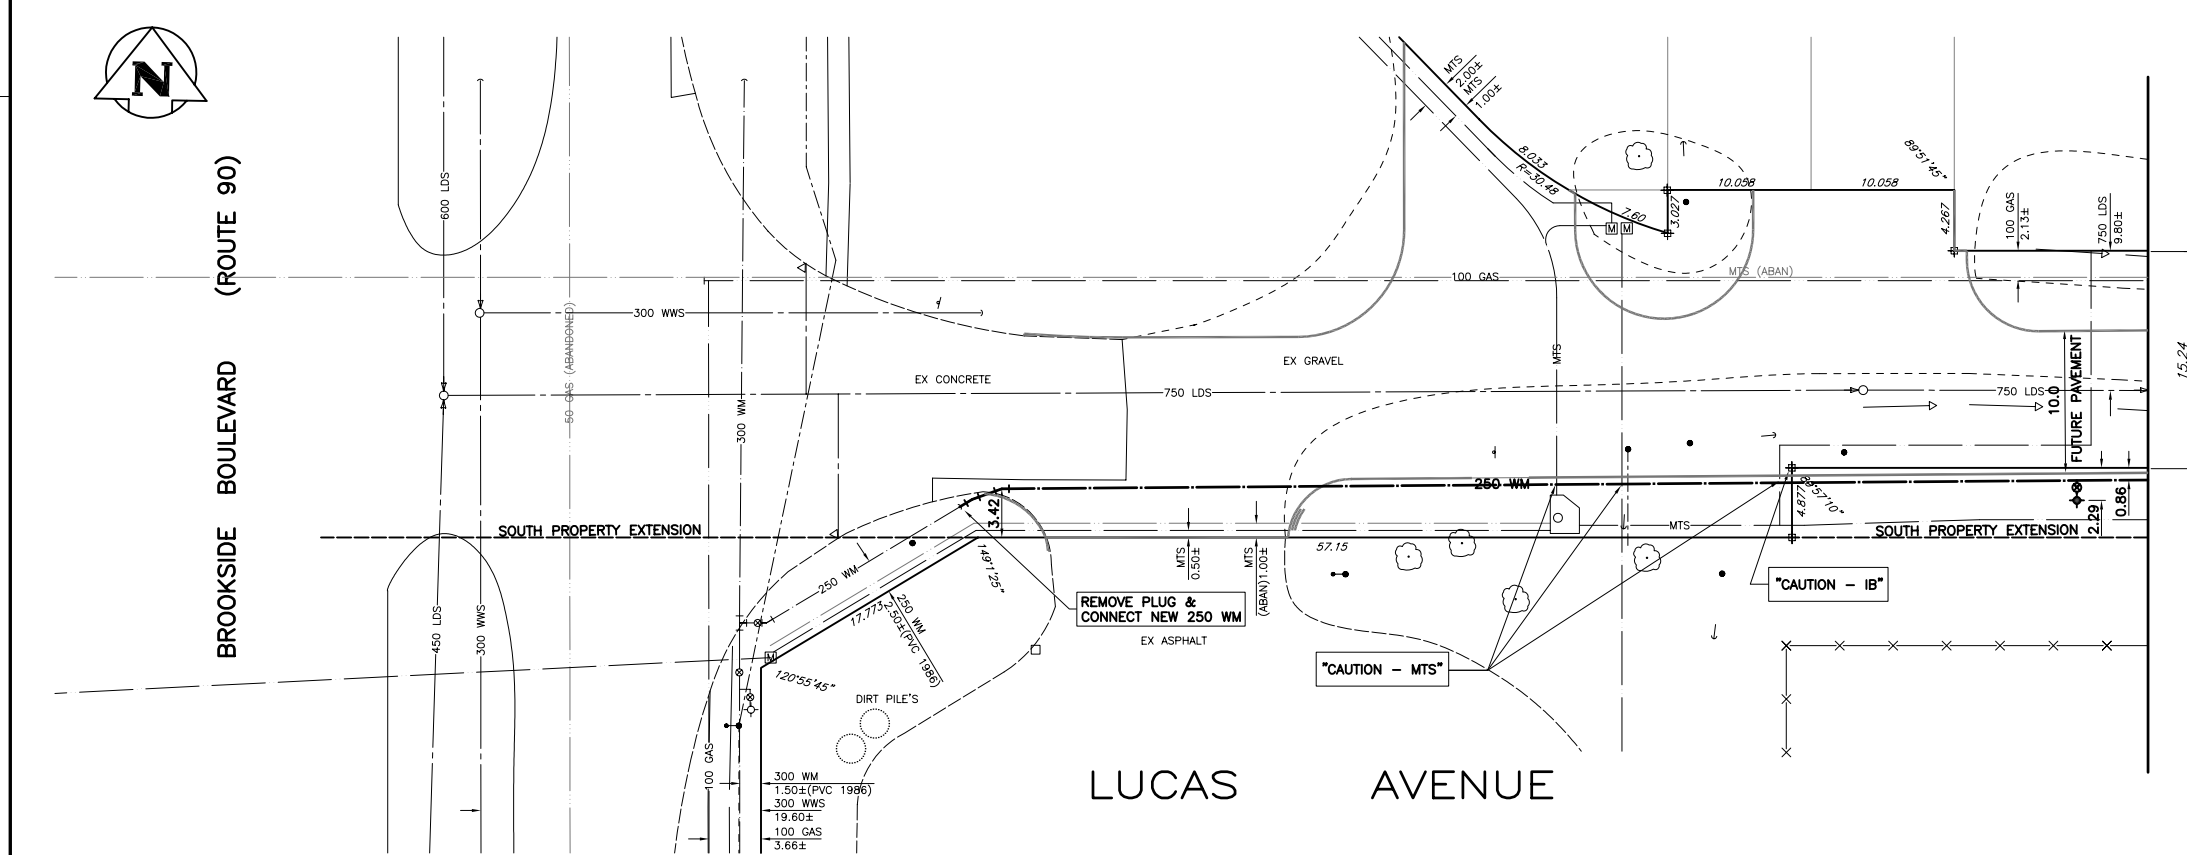 N
BROOKSIDE BOULEVARD (ROUTE 90)
600 LDS
50 GAS (ABANDONED)
300 WWS
300 WM
EX CONCRETE
EX GRAVEL
750 LDS
100 GAS
MTS (ABAN)
MTS
2.00±
MTS
1.00±
8.033
R=30.48
7.60
3.027
10.058
10.058
89°51'45"
4.267
100 GAS
2.13±
750 LDS
9.80±
15.24
MTS
750 LDS
10.0
FUTURE PAVEMENT
250 WM
3.42
SOUTH PROPERTY EXTENSION
4.877
89°57'10"
MTS
SOUTH PROPERTY EXTENSION
2.29
0.86
250 WM
149°1'25"
MTS
0.50±
MTS
(ABAN)1.00±
57.15
"CAUTION - IB"
REMOVE PLUG &
CONNECT NEW 250 WM
EX ASPHALT
17.773
250 WM
2.50±(PVC 1986)
450 LDS
300 WWS
M
M
M
120°55'45"
"CAUTION - MTS"
DIRT PILE'S
100 GAS
300 WM
1.50±(PVC 1986)
300 WWS
19.60±
100 GAS
3.66±
LUCAS AVENUE